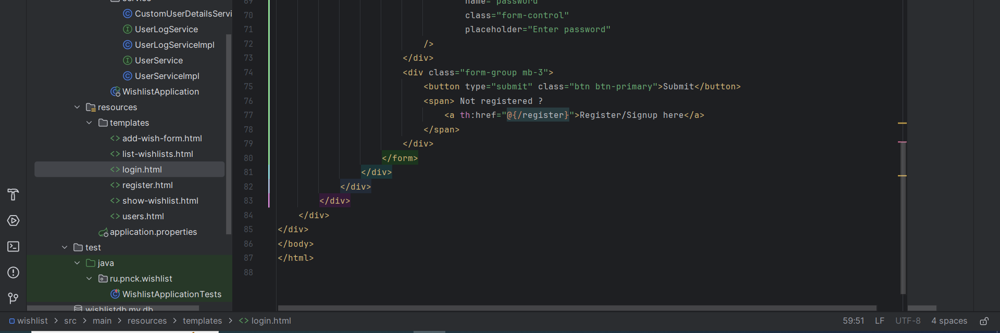 service
CustomUserDetailsServi
UserLogService
UserLogServiceImpl
UserService
UserServiceImpl
WishlistApplication
resources
templates
add-wish-form.html
list-wishlists.html
login.html
register.html
show-wishlist.html
users.html
application.properties
test
java
ru.pnck.wishlist
WishlistApplicationTests
wishlistdb.mv.db
69 name="password"
70 class="form-control"
71 placeholder="Enter password"
72 />
73 </div>
74 <div class="form-group mb-3">
75 <button type="submit" class="btn btn-primary">Submit</button>
76 <span> Not registered ?
77 <a th:href="@{/register}">Register/Signup here</a>
78 </span>
79 </div>
80 </form>
81 </div>
82 </div>
83 </div>
84 </div>
85 </div>
86 </body>
87 </html>
88
wishlist > src > main > resources > templates > <> login.html
59:51 LF UTF-8 4 spaces